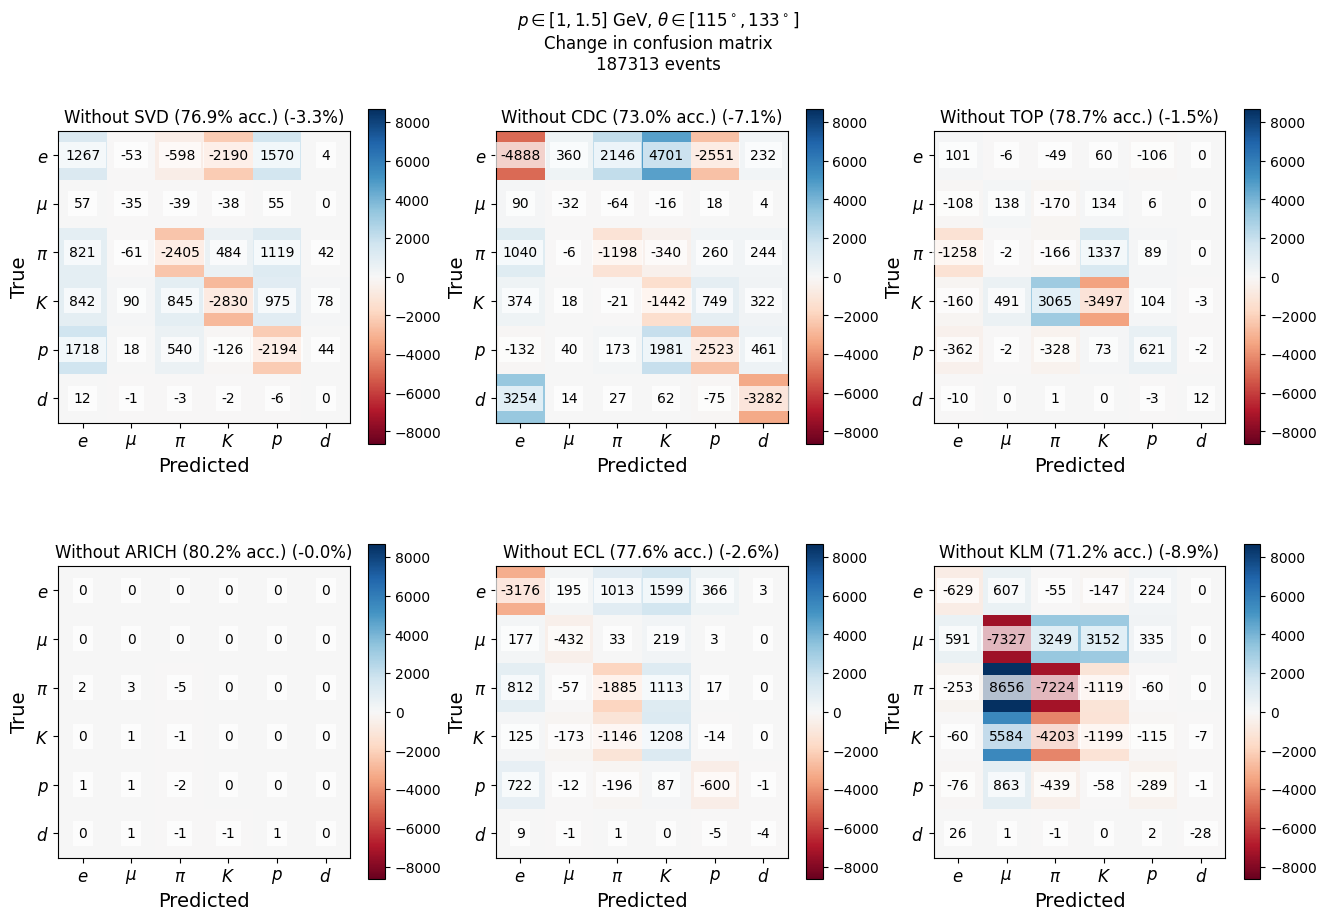 p ∈ [1, 1.5] GeV, θ ∈ [115°, 133°]
Change in confusion matrix
187313 events
Without SVD (76.9% acc.) (-3.3%)
True
e 1267 -53 -598 -2190 1570 4
μ 57 -35 -39 -38 55 0
π 821 -61 -2405 484 1119 42
K 842 90 845 -2830 975 78
p 1718 18 540 -126 -2194 44
d 12 -1 -3 -2 -6 0
e μ π K p d
Predicted
8000
6000
4000
2000
0
−2000
−4000
−6000
−8000
Without CDC (73.0% acc.) (-7.1%)
True
e -4888 360 2146 4701 -2551 232
μ 90 -32 -64 -16 18 4
π 1040 -6 -1198 -340 260 244
K 374 18 -21 -1442 749 322
p -132 40 173 1981 -2523 461
d 3254 14 27 62 -75 -3282
e μ π K p d
Predicted
8000
6000
4000
2000
0
−2000
−4000
−6000
−8000
Without TOP (78.7% acc.) (-1.5%)
True
e 101 -6 -49 60 -106 0
μ -108 138 -170 134 6 0
π -1258 -2 -166 1337 89 0
K -160 491 3065 -3497 104 -3
p -362 -2 -328 73 621 -2
d -10 0 1 0 -3 12
e μ π K p d
Predicted
8000
6000
4000
2000
0
−2000
−4000
−6000
−8000
Without ARICH (80.2% acc.) (-0.0%)
True
e 0 0 0 0 0 0
μ 0 0 0 0 0 0
π 2 3 -5 0 0 0
K 0 1 -1 0 0 0
p 1 1 -2 0 0 0
d 0 1 -1 -1 1 0
e μ π K p d
Predicted
8000
6000
4000
2000
0
−2000
−4000
−6000
−8000
Without ECL (77.6% acc.) (-2.6%)
True
e -3176 195 1013 1599 366 3
μ 177 -432 33 219 3 0
π 812 -57 -1885 1113 17 0
K 125 -173 -1146 1208 -14 0
p 722 -12 -196 87 -600 -1
d 9 -1 1 0 -5 -4
e μ π K p d
Predicted
8000
6000
4000
2000
0
−2000
−4000
−6000
−8000
Without KLM (71.2% acc.) (-8.9%)
True
e -629 607 -55 -147 224 0
μ 591 -7327 3249 3152 335 0
π -253 8656 -7224 -1119 -60 0
K -60 5584 -4203 -1199 -115 -7
p -76 863 -439 -58 -289 -1
d 26 1 -1 0 2 -28
e μ π K p d
Predicted
8000
6000
4000
2000
0
−2000
−4000
−6000
−8000